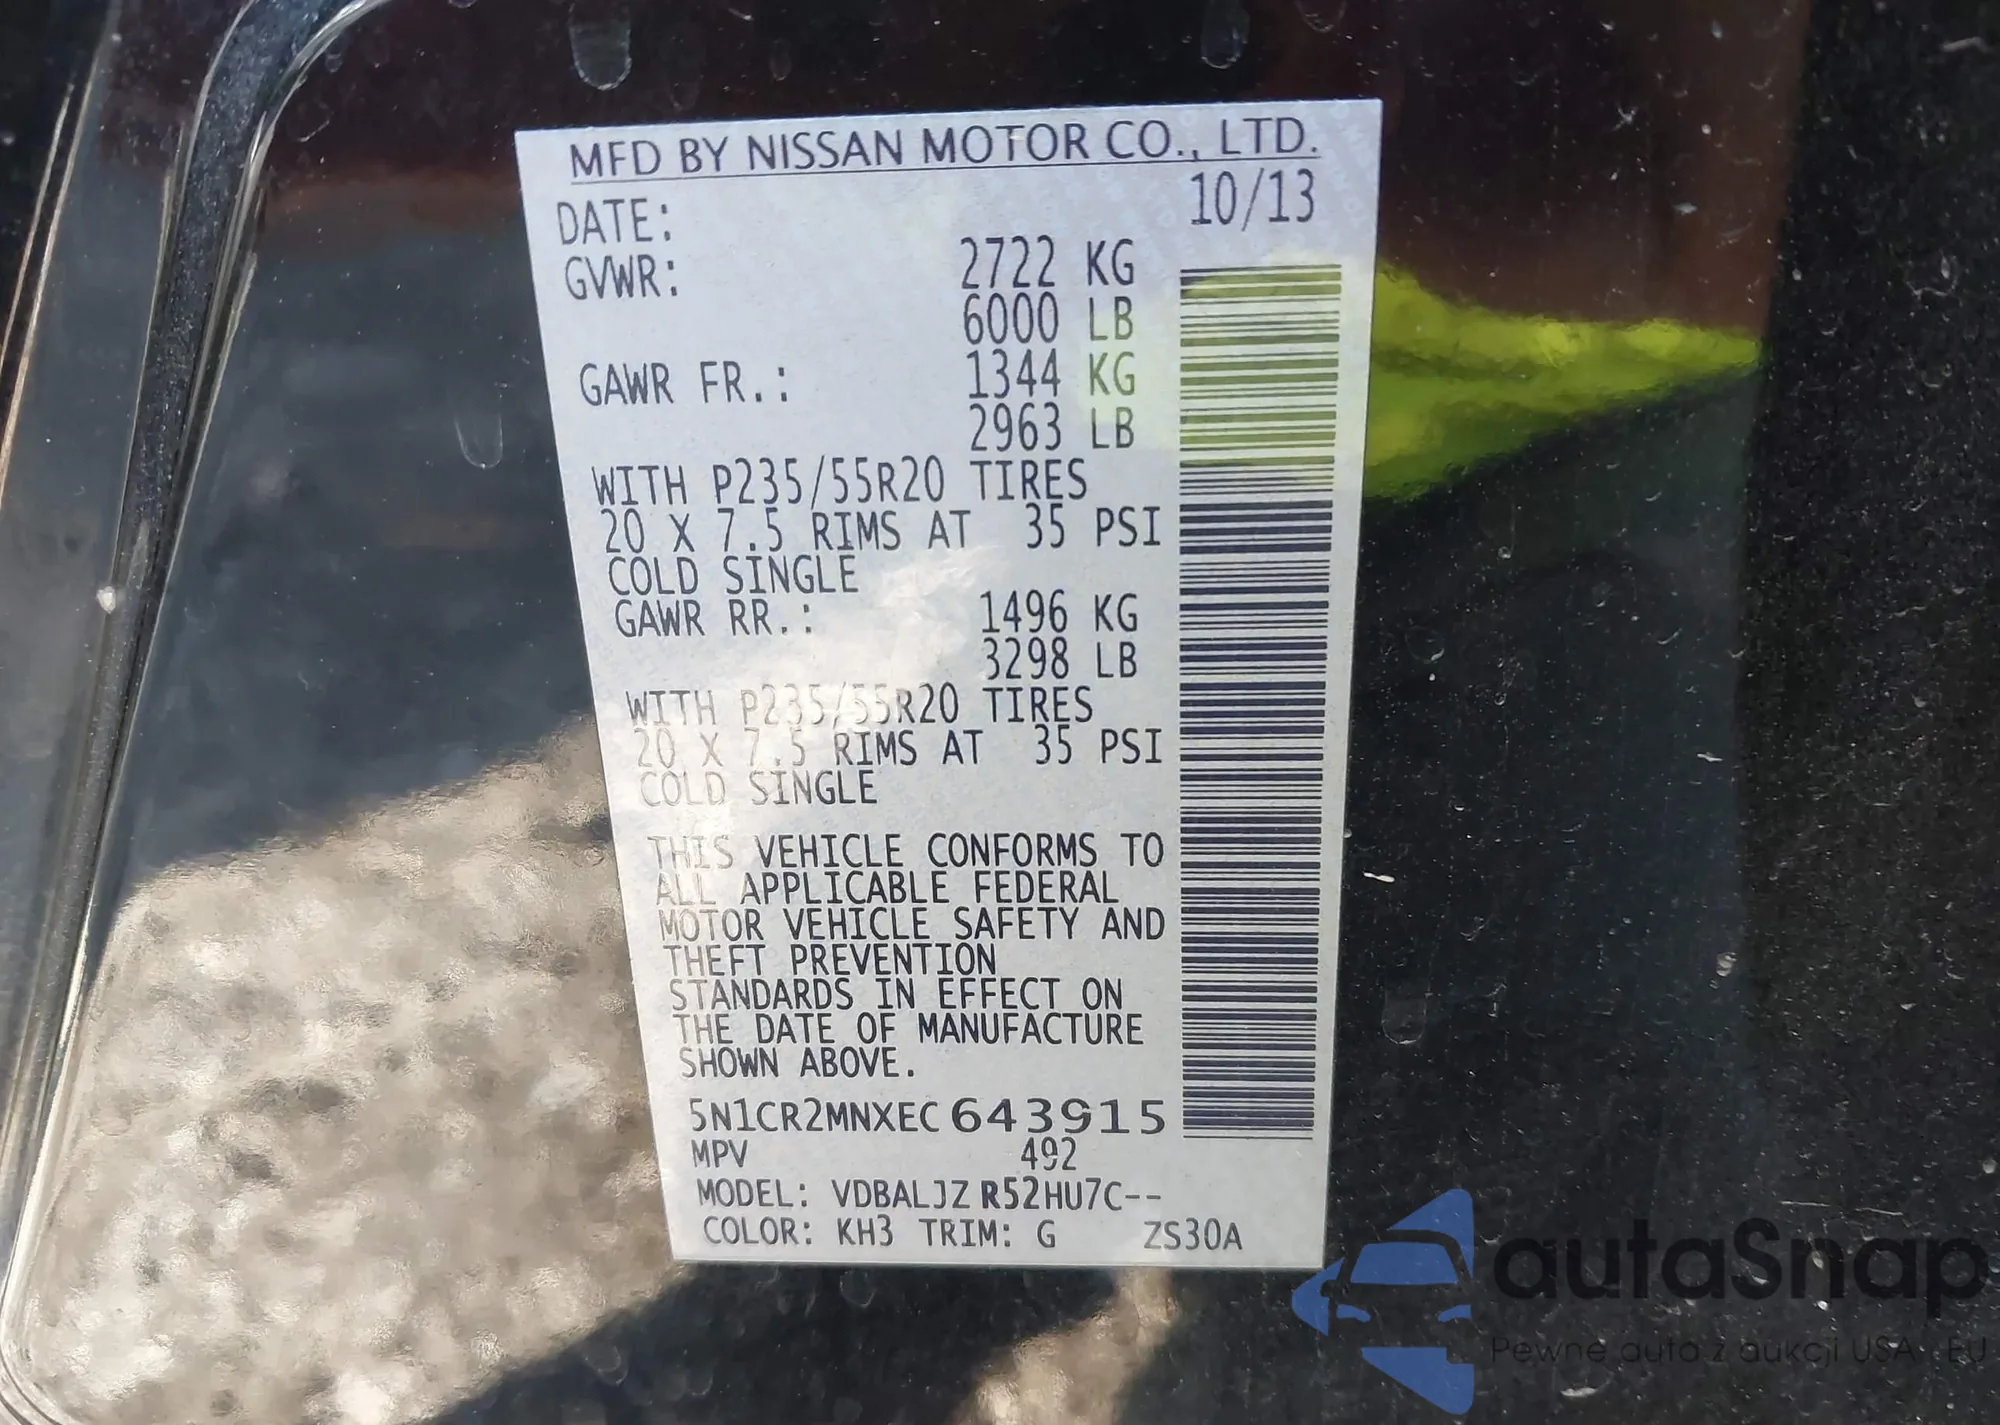 MFD BY NISSAN MOTOR CO., LTD.
DATE: 10/13
GVWR: 2722 KG
6000 LB
GAWR FR.: 1344 KG
2963 LB
WITH P235/55R20 TIRES
20 X 7.5 RIMS AT 35 PSI
COLD SINGLE
GAWR RR.: 1496 KG
3298 LB
WITH P235/55R20 TIRES
20 X 7.5 RIMS AT 35 PSI
COLD SINGLE
THIS VEHICLE CONFORMS TO
ALL APPLICABLE FEDERAL
MOTOR VEHICLE SAFETY AND
THEFT PREVENTION
STANDARDS IN EFFECT ON
THE DATE OF MANUFACTURE
SHOWN ABOVE.
5N1CR2MNXEC643915
MPV 492
MODEL: VDBALJZ R52HU7C--
COLOR: KH3 TRIM: G ZS30A
autaSnap
Pewne auta z aukcji USA i EU